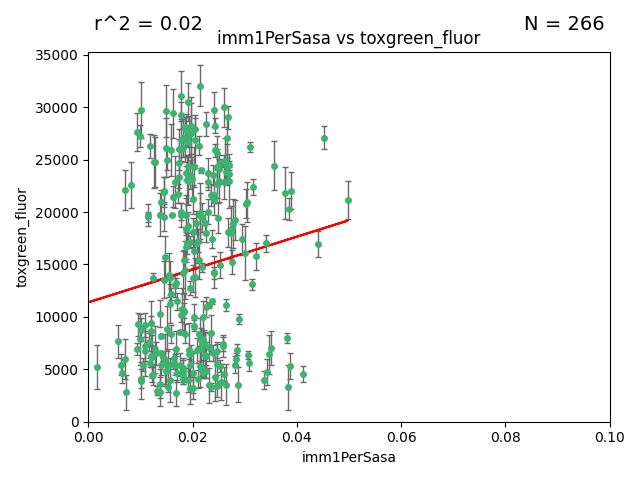 r^2 = 0.02
N = 266
imm1PerSasa vs toxgreen_fluor
35000
30000
25000
20000
15000
10000
5000
0
toxgreen_fluor
0.00
0.02
0.04
0.06
0.08
0.10
imm1PerSasa